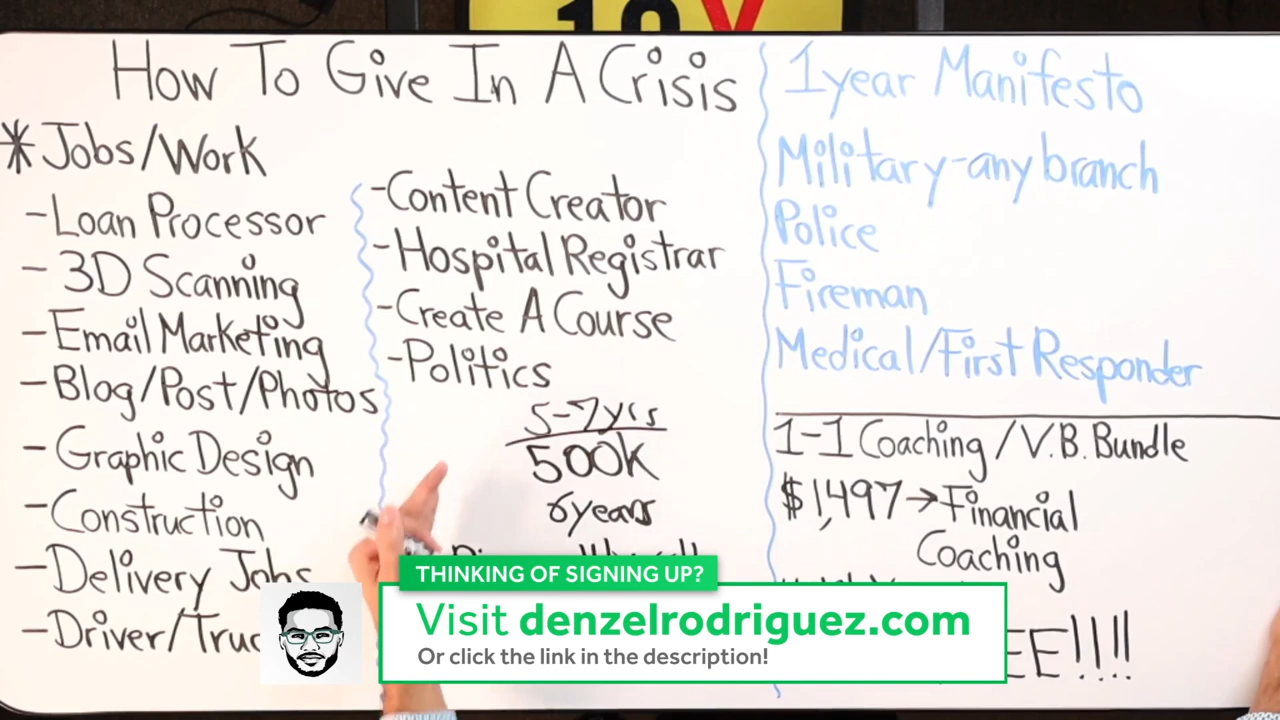 How To Give In A Crisis
* Jobs/Work
- Loan Processor
- 3D Scanning
- Email Marketing
- Blog/Post/Photos
- Graphic Design
- Construction
- Delivery Jobs
- Driver/Truc
- Content Creator
- Hospital Registrar
- Create A Course
- Politics
5-7yrs
500K
6years
1 year Manifesto
Military-any branch
Police
Fireman
Medical/First Responder
1-1 Coaching / V.B. Bundle
$1,497 → Financial
Coaching
EE!!!!
THINKING OF SIGNING UP?
Visit denzelrodriguez.com
Or click the link in the description!